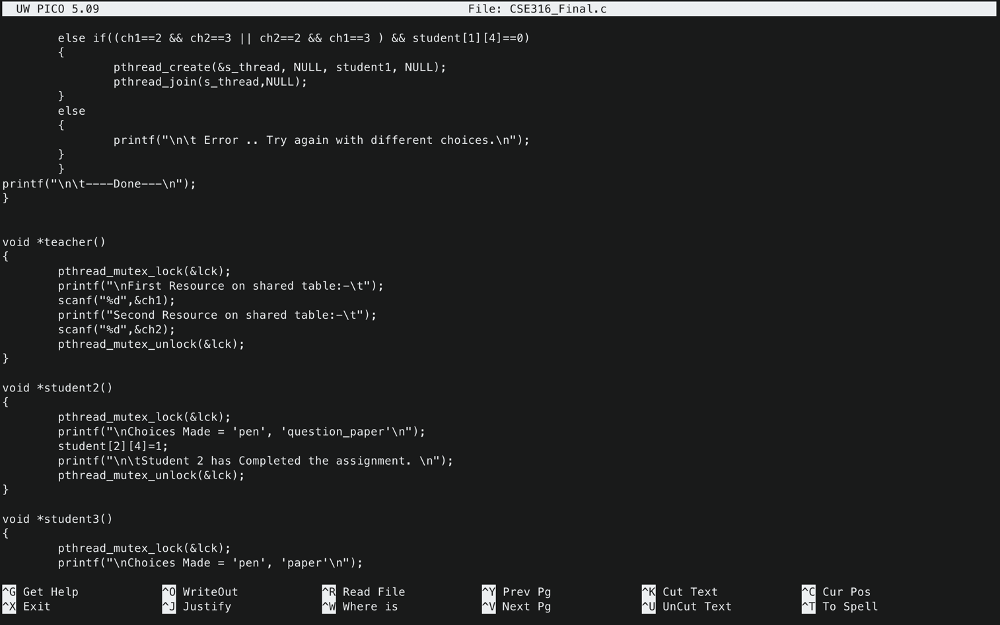 UW PICO 5.09 File: CSE316_Final.c
else if((ch1==2 && ch2==3 || ch2==2 && ch1==3 ) && student[1][4]==0)
{
pthread_create(&s_thread, NULL, student1, NULL);
pthread_join(s_thread,NULL);
}
else
{
printf("\n\t Error .. Try again with different choices.\n");
}
}
printf("\n\t----Done---\n");
}
void *teacher()
{
pthread_mutex_lock(&lck);
printf("\nFirst Resource on shared table:-\t");
scanf("%d",&ch1);
printf("Second Resource on shared table:-\t");
scanf("%d",&ch2);
pthread_mutex_unlock(&lck);
}
void *student2()
{
pthread_mutex_lock(&lck);
printf("\nChoices Made = 'pen', 'question_paper'\n");
student[2][4]=1;
printf("\n\tStudent 2 has Completed the assignment. \n");
pthread_mutex_unlock(&lck);
}
void *student3()
{
pthread_mutex_lock(&lck);
printf("\nChoices Made = 'pen', 'paper'\n");
^G Get Help ^O WriteOut ^R Read File ^Y Prev Pg ^K Cut Text ^C Cur Pos
^X Exit ^J Justify ^W Where is ^V Next Pg ^U UnCut Text ^T To Spell